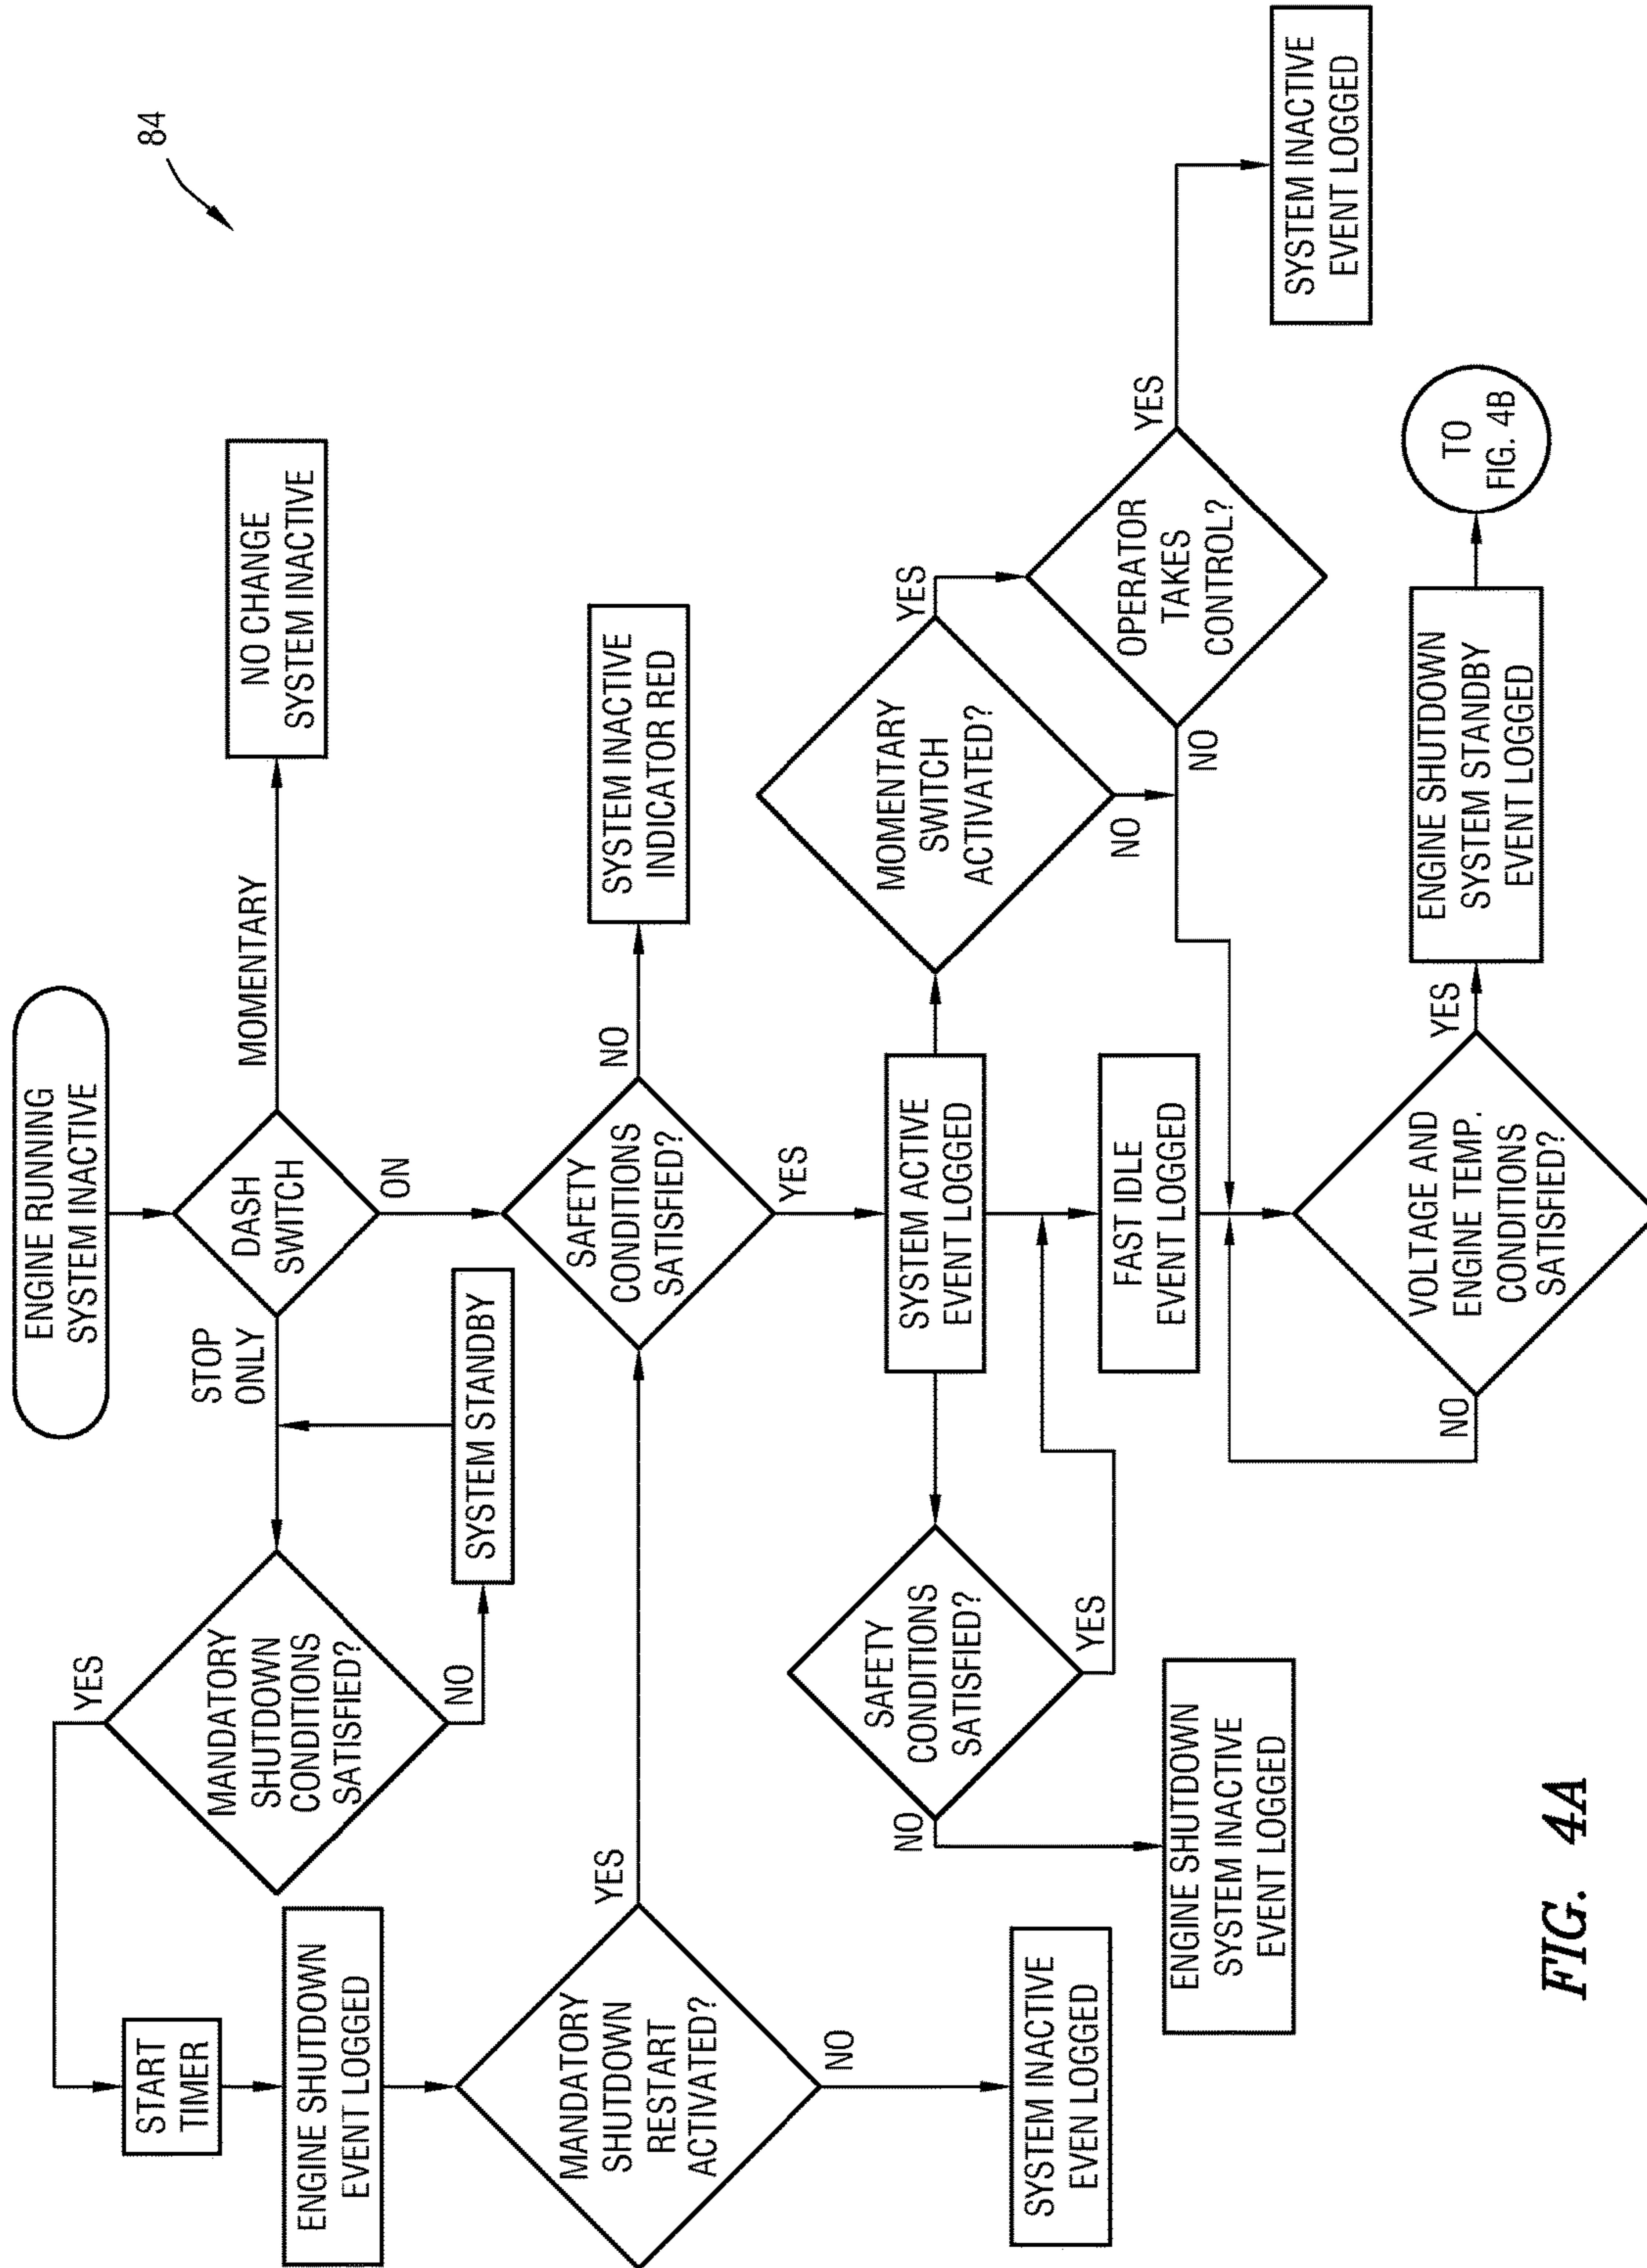 84
ENGINE RUNNING
SYSTEM INACTIVE
DASH
SWITCH
MOMENTARY
NO CHANGE
SYSTEM INACTIVE
STOP
ONLY
ON
MANDATORY
SHUTDOWN
CONDITIONS
SATISFIED?
YES
NO
SYSTEM STANDBY
START
TIMER
ENGINE SHUTDOWN
EVENT LOGGED
MANDATORY
SHUTDOWN
RESTART
ACTIVATED?
YES
NO
SYSTEM INACTIVE
EVEN LOGGED
SAFETY
CONDITIONS
SATISFIED?
NO
SYSTEM INACTIVE
INDICATOR RED
YES
SYSTEM ACTIVE
EVENT LOGGED
SAFETY
CONDITIONS
SATISFIED?
YES
NO
ENGINE SHUTDOWN
SYSTEM INACTIVE
EVENT LOGGED
MOMENTARY
SWITCH
ACTIVATED?
YES
NO
OPERATOR
TAKES
CONTROL?
YES
NO
SYSTEM INACTIVE
EVENT LOGGED
FAST IDLE
EVENT LOGGED
VOLTAGE AND
ENGINE TEMP.
CONDITIONS
SATISFIED?
NO
YES
ENGINE SHUTDOWN
SYSTEM STANDBY
EVENT LOGGED
TO
FIG. 4B
FIG. 4A